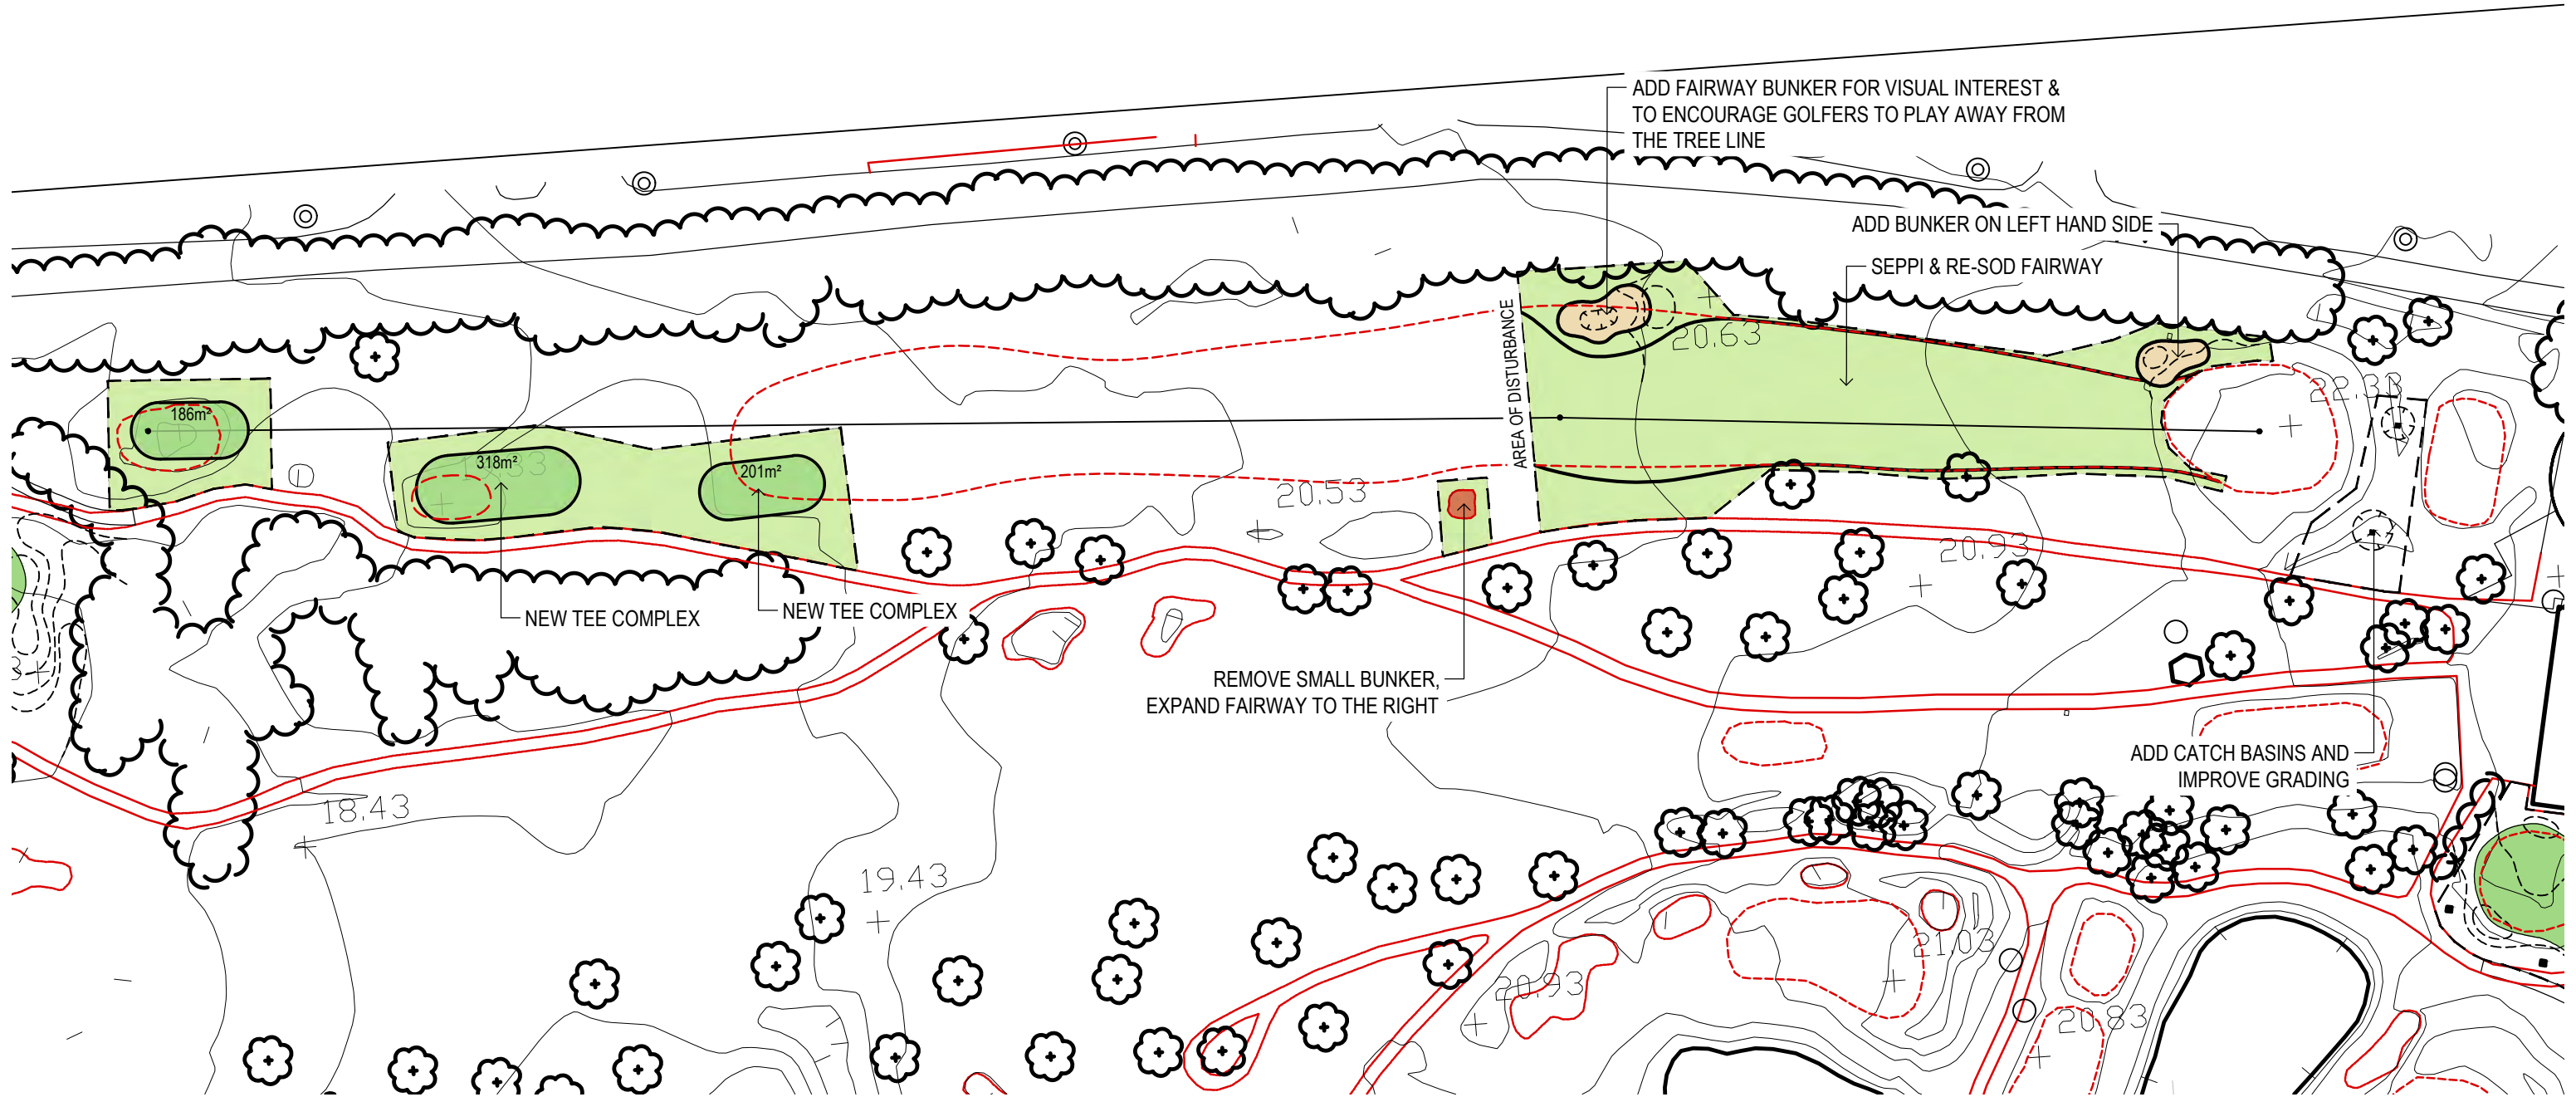 ADD FAIRWAY BUNKER FOR VISUAL INTEREST &
TO ENCOURAGE GOLFERS TO PLAY AWAY FROM
THE TREE LINE
ADD BUNKER ON LEFT HAND SIDE
SEPPI & RE-SOD FAIRWAY
AREA OF DISTURBANCE
20.63
22.33
186m²
318m²
201m²
20.53
20.93
NEW TEE COMPLEX
NEW TEE COMPLEX
REMOVE SMALL BUNKER,
EXPAND FAIRWAY TO THE RIGHT
ADD CATCH BASINS AND
IMPROVE GRADING
18.43
19.43
21.03
20.93
20.83